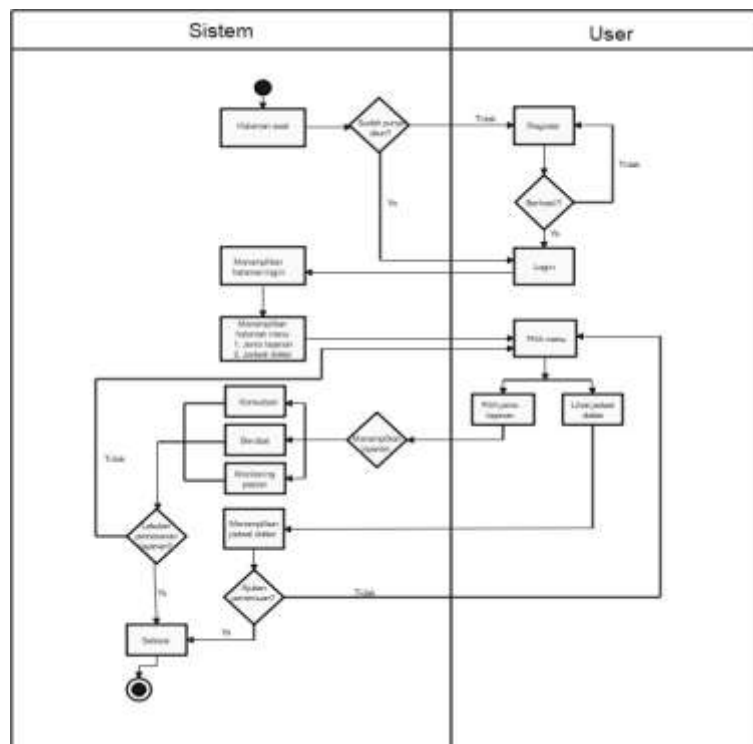 Sistem
User
Halaman awal
Sudah punya
akun?
Tidak
Register
Tidak
Berhasil?
Ya
Ya
Menampilkan
halaman login
Login
Menampilkan
halaman menu
1. Jenis layanan
2. Jadwal dokter
Pilih menu
Konsultasi
Pilih jenis
layanan
Lihat jadwal
dokter
Berobat
Menampilkan
layanan
Monitoring
pasien
Tidak
Lakukan
pemesanan
layanan?
Menampilkan
jadwal dokter
Ya
Ajukan
pertemuan?
Tidak
Ya
Selesai